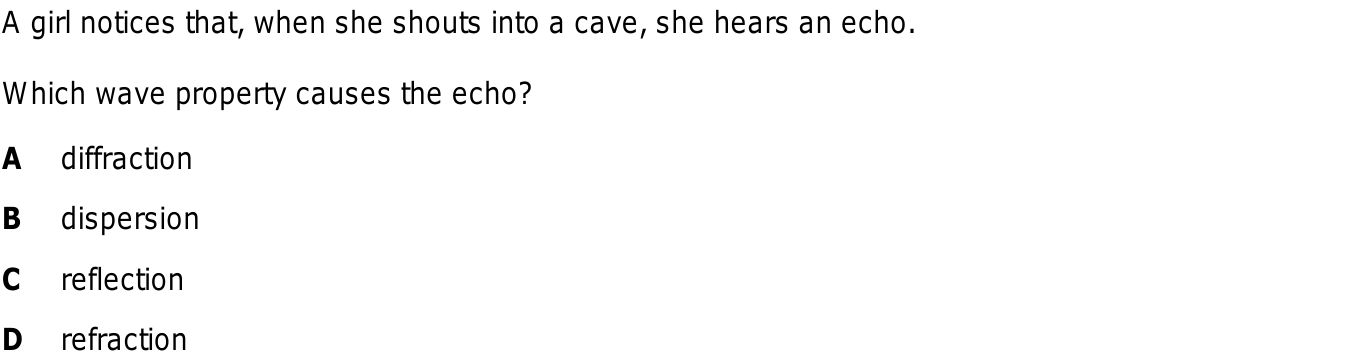 A girl notices that, when she shouts into a cave, she hears an echo.
Which wave property causes the echo?
A diffraction
B dispersion
C reflection
D refraction